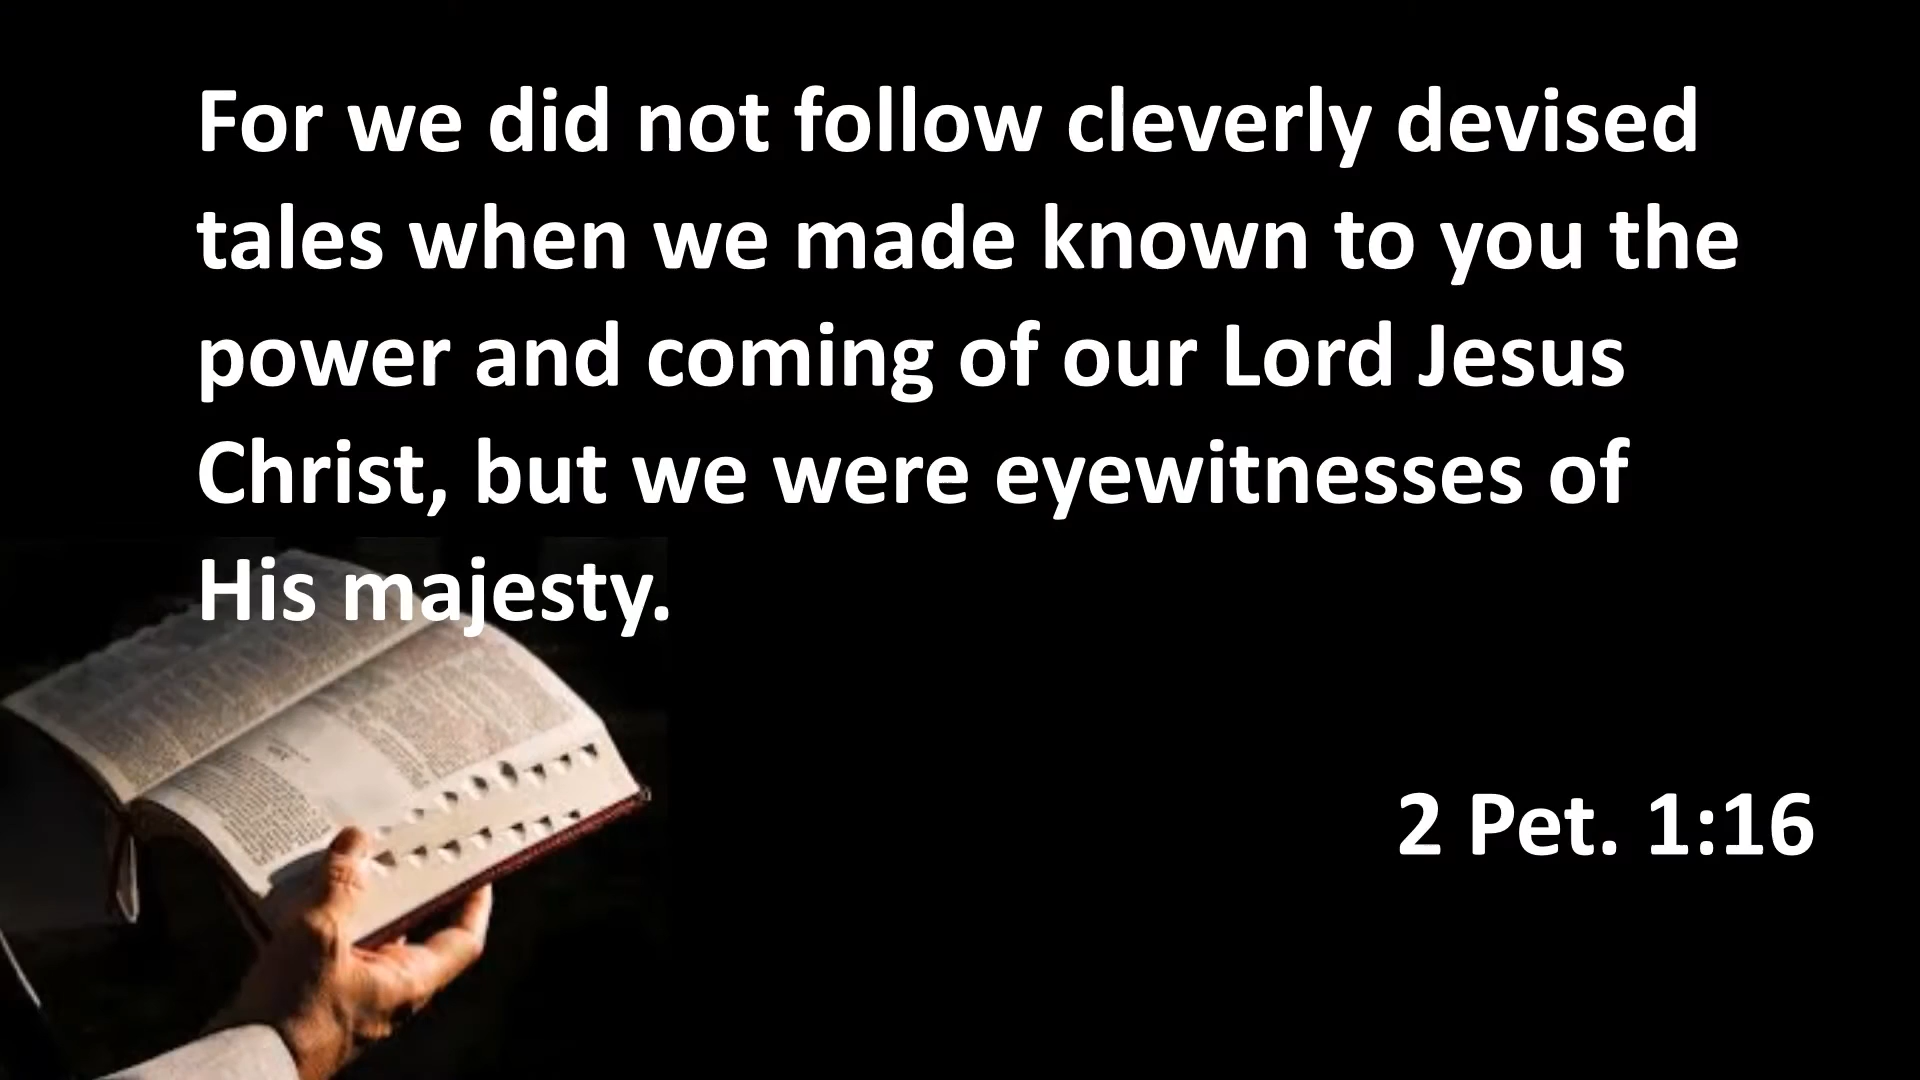 For we did not follow cleverly devised
tales when we made known to you the
power and coming of our Lord Jesus
Christ, but we were eyewitnesses of
His majesty.
2 Pet. 1:16